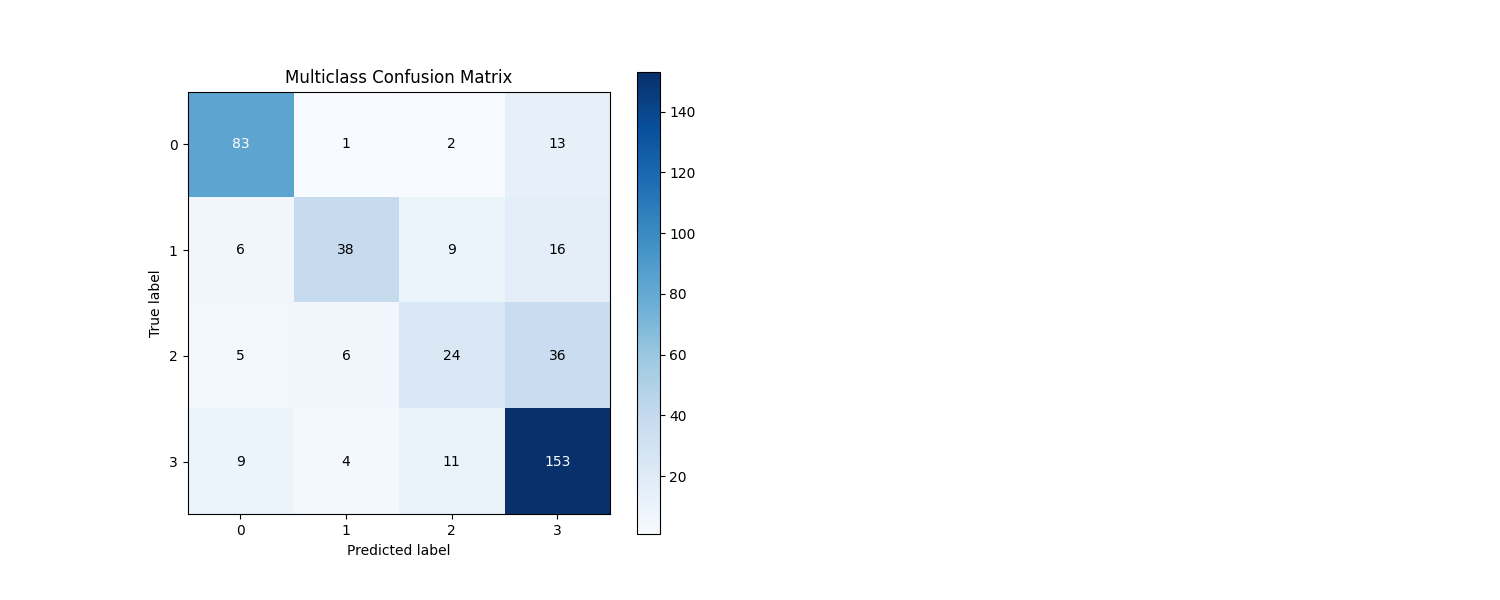 Multiclass Confusion Matrix
0 83 1 2 13
1 6 38 9 16
2 5 6 24 36
3 9 4 11 153
0 1 2 3
Predicted label
True label
140
120
100
80
60
40
20